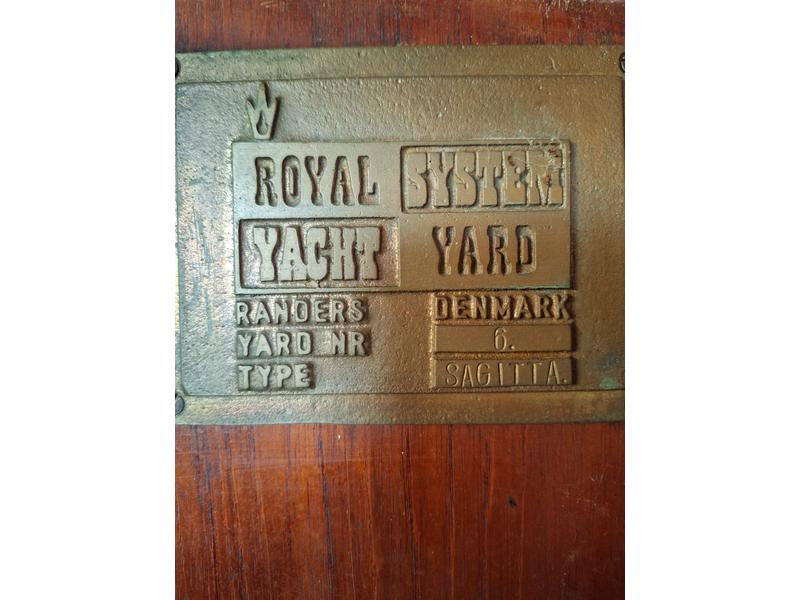 ROYAL SYSTEM
YACHT YARD
RANDERS DENMARK
YARD NR 6.
TYPE SAGITTA.